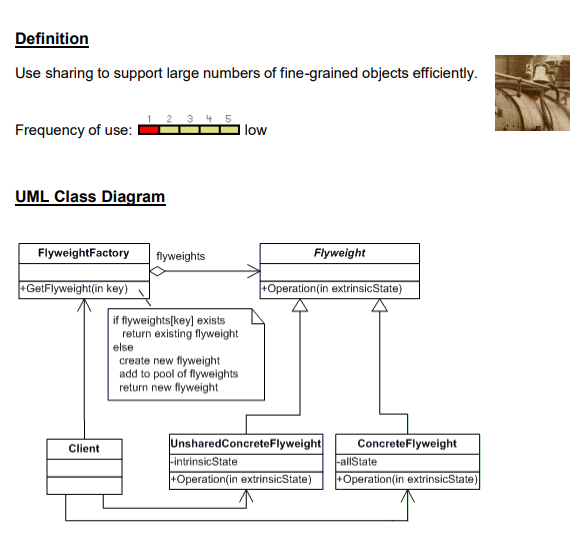 Definition
Use sharing to support large numbers of fine-grained objects efficiently.
1 2 3 4 5
Frequency of use: low
UML Class Diagram
FlyweightFactory
flyweights
Flyweight
+GetFlyweight(in key)
+Operation(in extrinsicState)
if flyweights[key] exists
return existing flyweight
else
create new flyweight
add to pool of flyweights
return new flyweight
Client
UnsharedConcreteFlyweight
ConcreteFlyweight
-intrinsicState
-allState
+Operation(in extrinsicState)
+Operation(in extrinsicState)